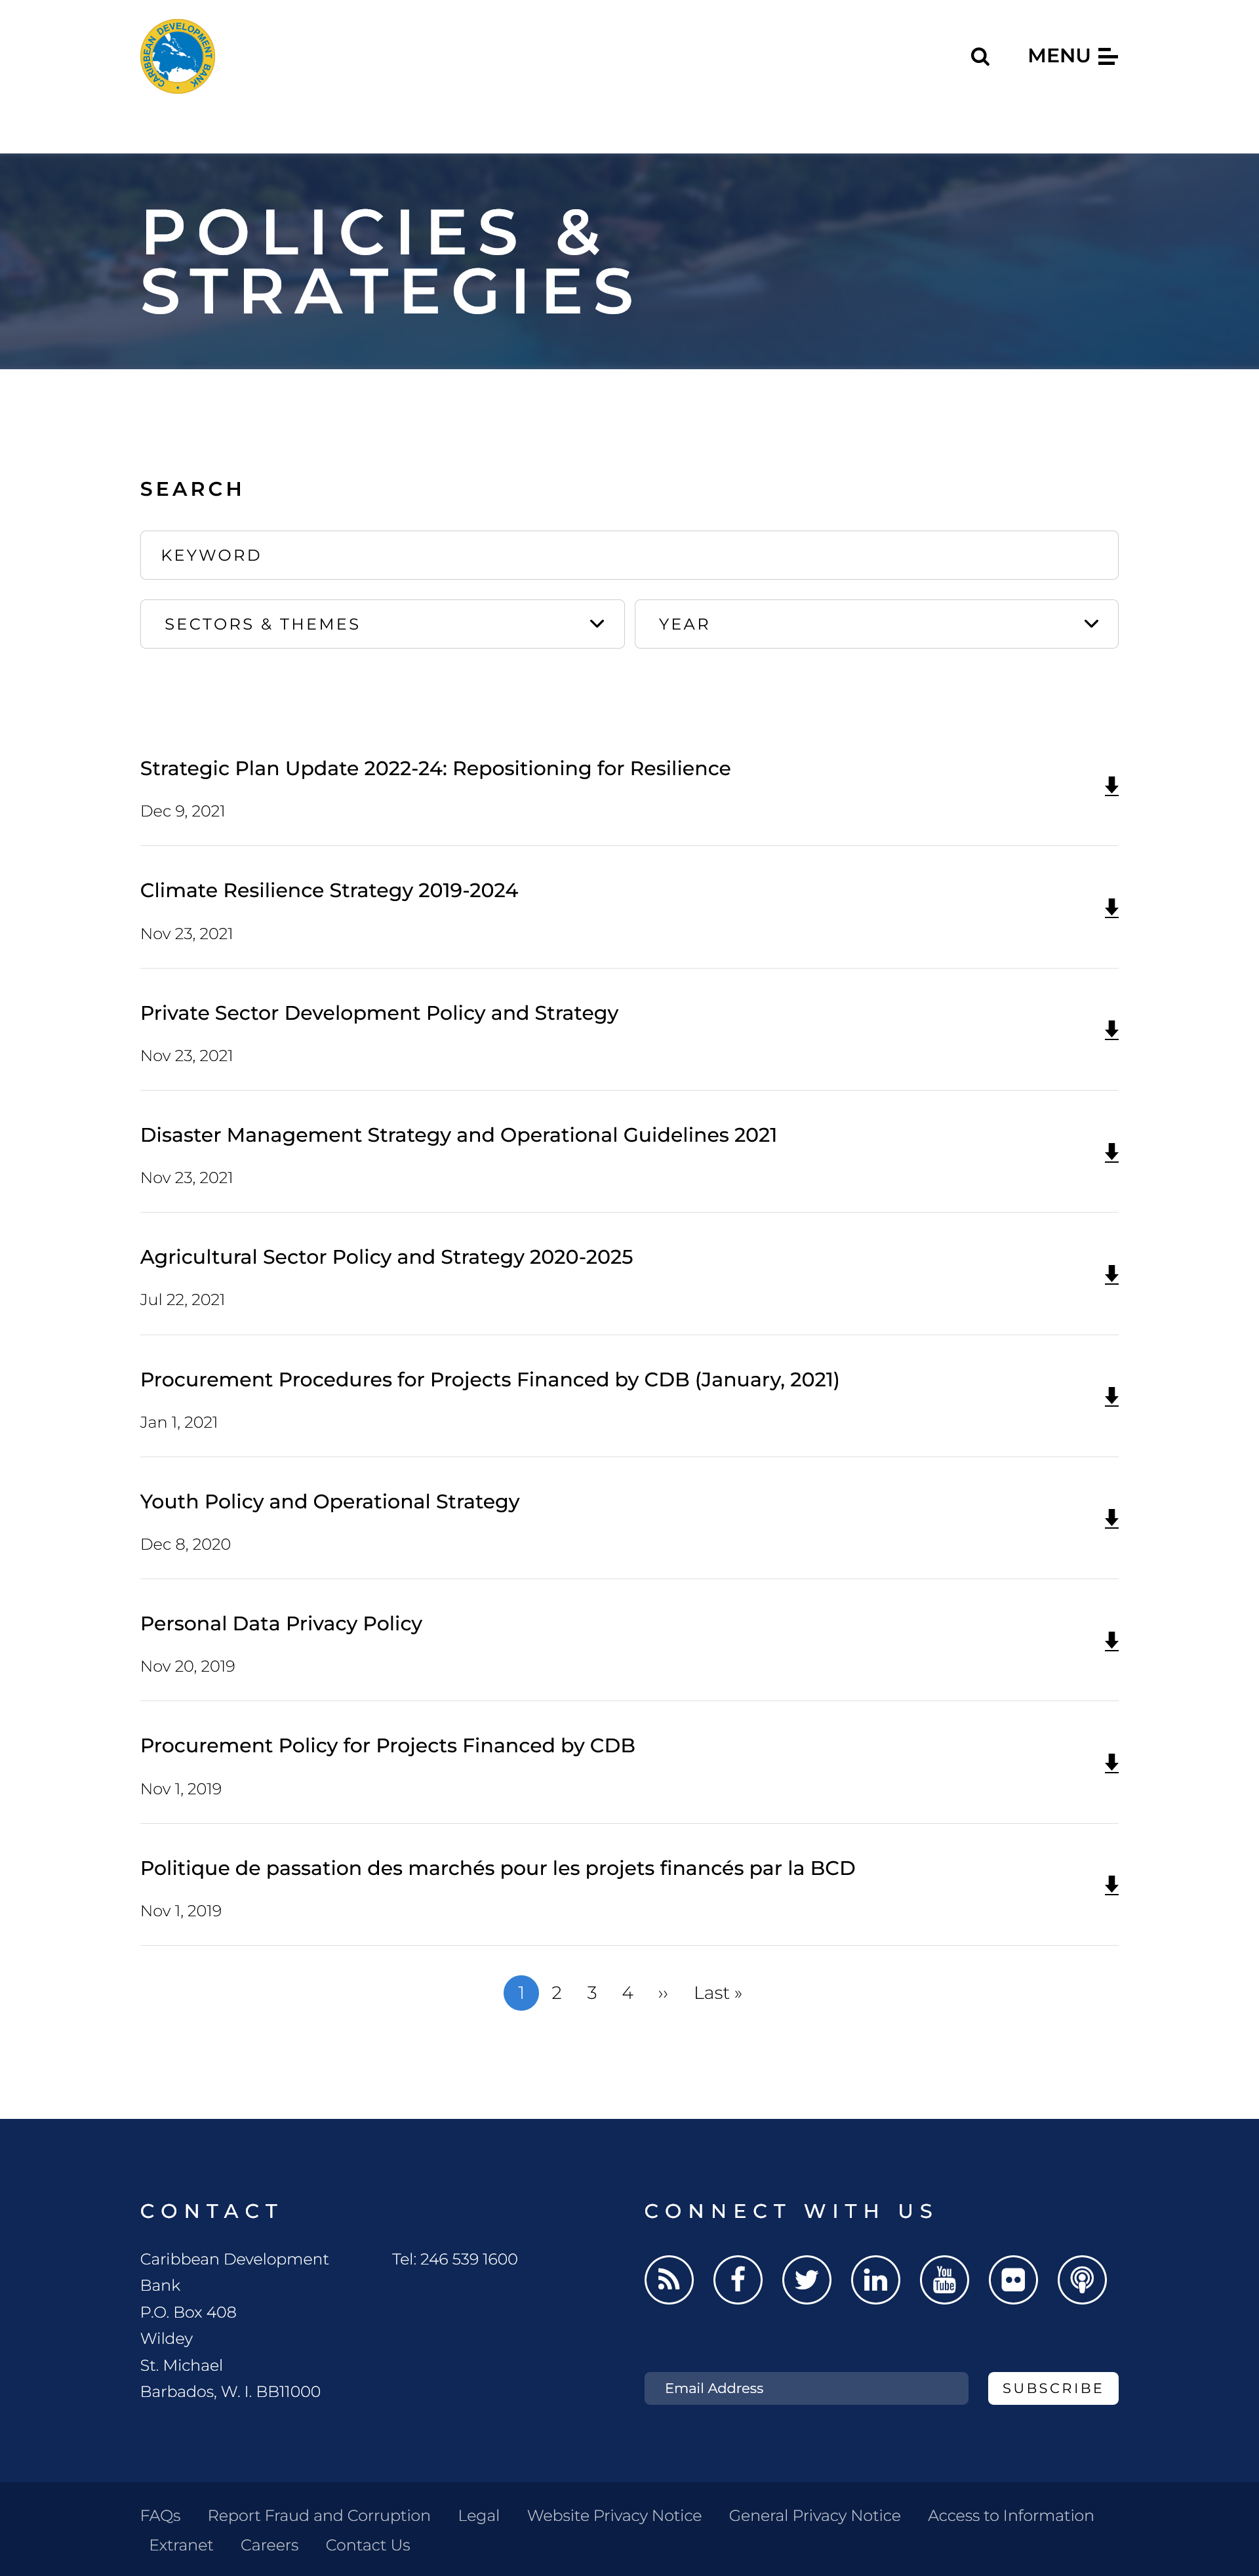 CARIBBEAN DEVELOPMENT BANK
MENU
POLICIES &
STRATEGIES
SEARCH
KEYWORD
SECTORS & THEMES
YEAR
Strategic Plan Update 2022-24: Repositioning for Resilience
Dec 9, 2021
Climate Resilience Strategy 2019-2024
Nov 23, 2021
Private Sector Development Policy and Strategy
Nov 23, 2021
Disaster Management Strategy and Operational Guidelines 2021
Nov 23, 2021
Agricultural Sector Policy and Strategy 2020-2025
Jul 22, 2021
Procurement Procedures for Projects Financed by CDB (January, 2021)
Jan 1, 2021
Youth Policy and Operational Strategy
Dec 8, 2020
Personal Data Privacy Policy
Nov 20, 2019
Procurement Policy for Projects Financed by CDB
Nov 1, 2019
Politique de passation des marchés pour les projets financés par la BCD
Nov 1, 2019
1 2 3 4 ›› Last »
CONTACT
Caribbean Development
Bank
P.O. Box 408
Wildey
St. Michael
Barbados, W. I. BB11000
Tel: 246 539 1600
CONNECT WITH US
You Tube
Email Address
SUBSCRIBE
FAQs Report Fraud and Corruption Legal Website Privacy Notice General Privacy Notice Access to Information
Extranet Careers Contact Us